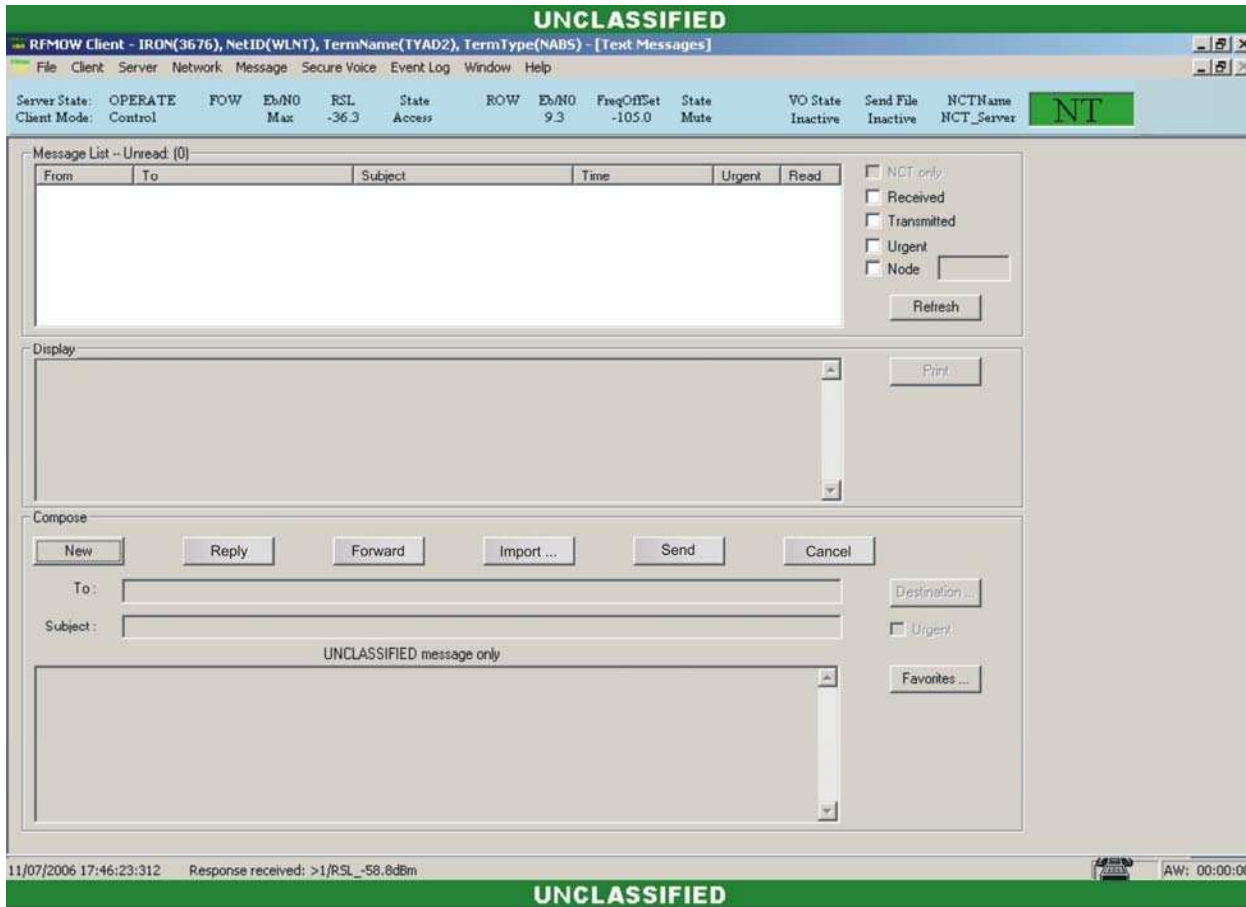 UNCLASSIFIED
RFMOW Client - IRON(3676), NetID(WLNT), TermName(TYAD2), TermType(NABS) - [Text Messages]
File Client Server Network Message Secure Voice Event Log Window Help
Server State: OPERATE FOW Eb/N0 RSL State ROW Eb/N0 FreqOffSet State VO State Send File NCTName
Client Mode: Control Max -36.3 Access 9.3 -105.0 Mute Inactive Inactive NCT_Server
NT
Message List -- Unread: (0)
From To Subject Time Urgent Read
NCT only
Received
Transmitted
Urgent
Node
Refresh
Display
Print
Compose
New Reply Forward Import ... Send Cancel
To :
Destination ...
Subject :
Urgent
UNCLASSIFIED message only
Favorites ...
11/07/2006 17:46:23:312 Response received: >1/RSL_-58.8dBm AW: 00:00:00
UNCLASSIFIED